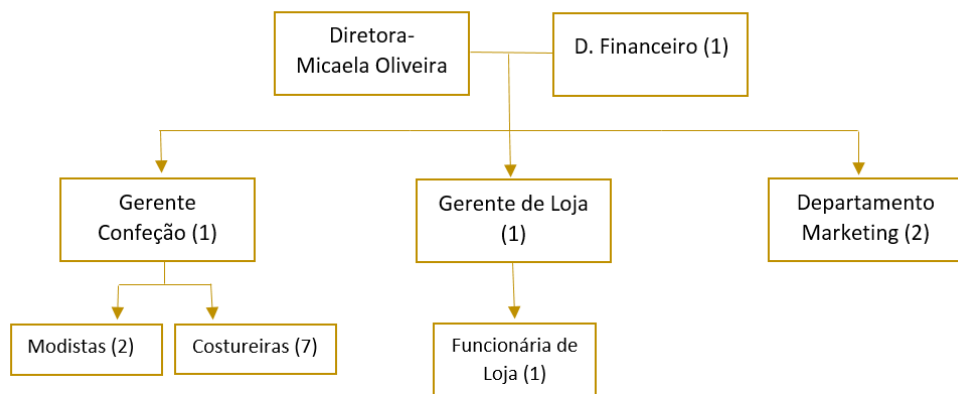 Diretora-
Micaela Oliveira
D. Financeiro (1)
Gerente
Confeção (1)
Gerente de Loja
(1)
Departamento
Marketing (2)
Modistas (2)
Costureiras (7)
Funcionária de
Loja (1)